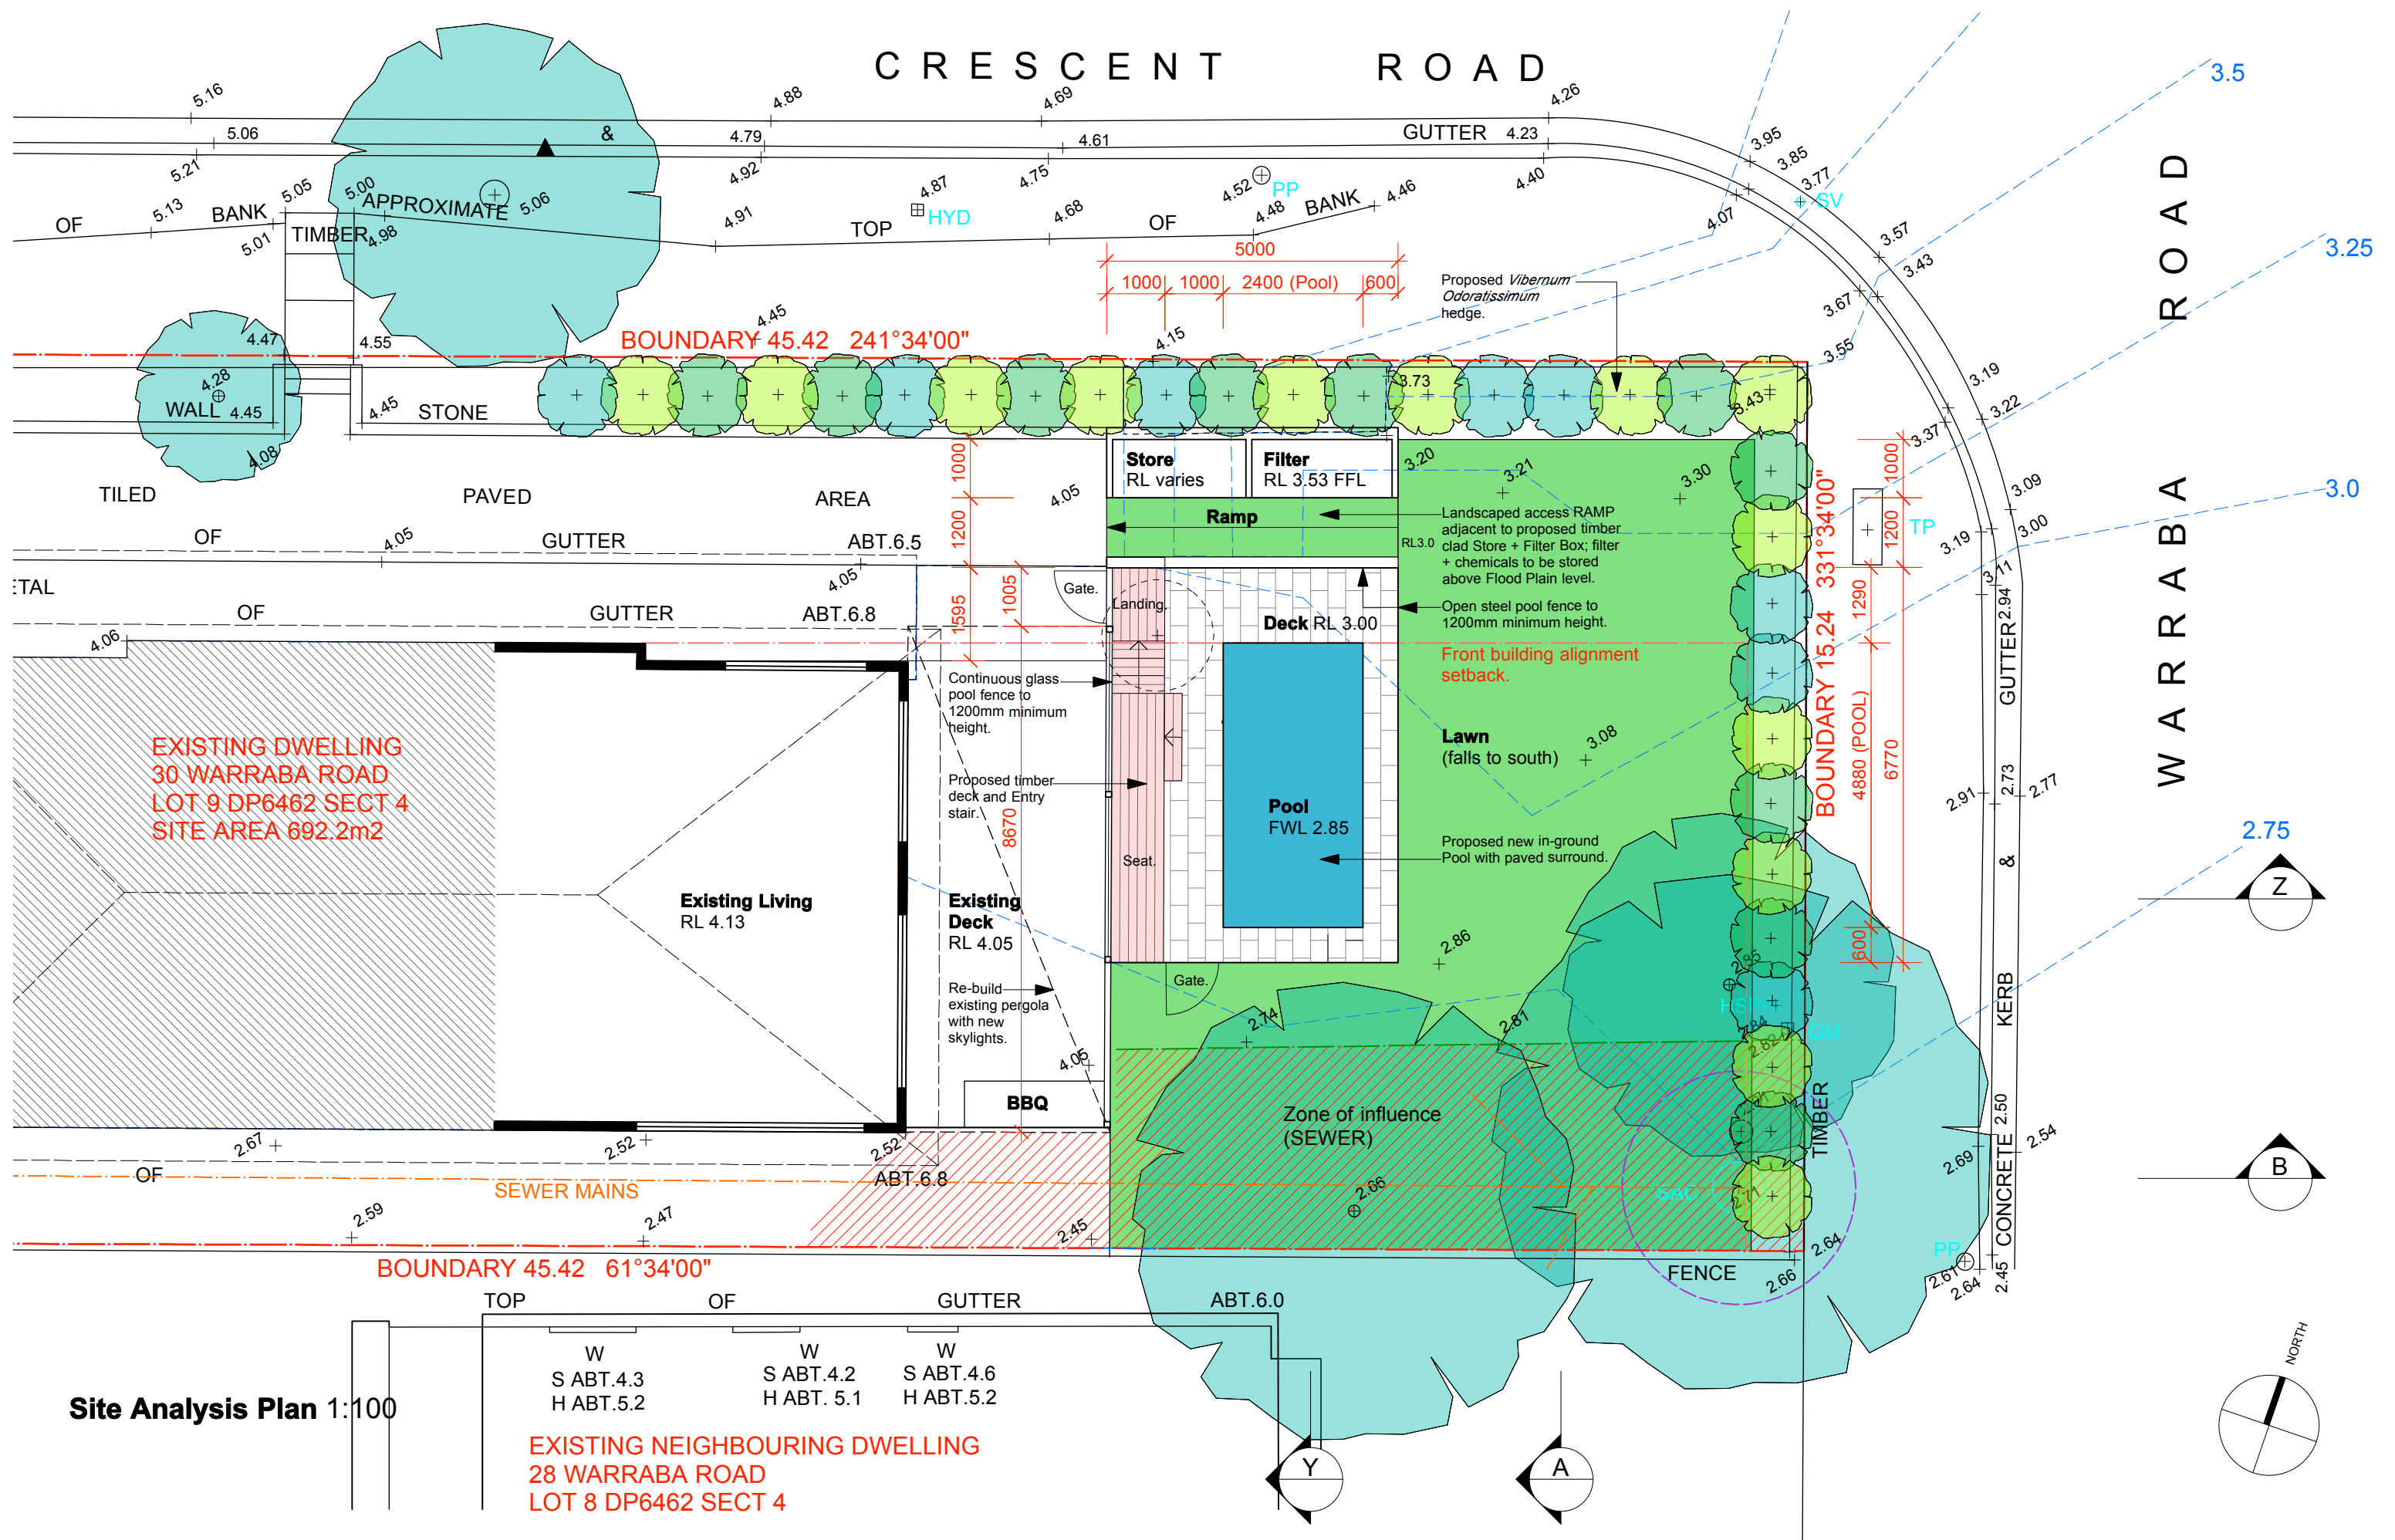 CRESCENT ROAD
5.16
4.88
4.69
4.26
3.5
5.06
&
4.79
4.61
GUTTER 4.23
3.95
3.85
3.77
SV
5.21
4.92
4.75
4.52
PP
4.40
4.07
OF
5.13
BANK
5.05
5.00
APPROXIMATE
5.06
4.87
HYD
4.91
TOP
4.68
OF
4.48
BANK
4.46
5.01
TIMBER
4.98
3.57
3.43
3.25
5000
1000
1000
2400 (Pool)
600
Proposed Vibernum
Odoratissimum
hedge.
3.67
WARRABA ROAD
4.45
BOUNDARY 45.42 241°34'00"
4.15
4.47
4.55
3.55
4.28
WALL 4.45
4.45
STONE
3.73
3.43
3.19
3.22
3.37
4.08
1000
Store
RL varies
Filter
RL 3.53 FFL
3.20
3.21
3.30
1000
3.09
3.0
TILED
PAVED
AREA
4.05
Ramp
RL3.0
Landscaped access RAMP
adjacent to proposed timber
clad Store + Filter Box; filter
+ chemicals to be stored
above Flood Plain level.
BOUNDARY 15.24 331°34'00"
TP
1200
3.19
3.00
OF
4.05
GUTTER
ABT.6.5
1200
4.05
3.11
ETAL
OF
GUTTER
ABT.6.8
1595
1005
Gate.
Landing.
Deck RL 3.00
Open steel pool fence to
1200mm minimum height.
1290
2.94
GUTTER
4.06
Front building alignment
setback.
Continuous glass
pool fence to
1200mm minimum
height.
EXISTING DWELLING
30 WARRABA ROAD
LOT 9 DP6462 SECT 4
SITE AREA 692.2m2
Lawn
(falls to south)
3.08
4880 (POOL)
6770
2.91
2.73
2.77
Proposed timber
deck and Entry
stair.
8670
Pool
FWL 2.85
Seat.
Proposed new in-ground
Pool with paved surround.
2.75
&
Z
Existing Living
RL 4.13
Existing
Deck
RL 4.05
2.86
600
2.85
Gate.
Re-build
existing pergola
with new
skylights.
KERB
2.74
2.81
GM
2.84
2.82
4.05
BBQ
Zone of influence
(SEWER)
TIMBER
2.50
2.54
2.69
B
2.67
2.52
2.52
OF
ABT.6.8
SEWER MAINS
2.66
SAC
2.71
CONCRETE
2.59
2.47
2.45
2.64
PP
BOUNDARY 45.42 61°34'00"
FENCE
2.66
2.61
2.64
2.45
TOP
OF
GUTTER
ABT.6.0
NORTH
W
S ABT.4.3
H ABT.5.2
W
S ABT.4.2
H ABT. 5.1
W
S ABT.4.6
H ABT.5.2
Site Analysis Plan 1:100
EXISTING NEIGHBOURING DWELLING
28 WARRABA ROAD
LOT 8 DP6462 SECT 4
Y
A